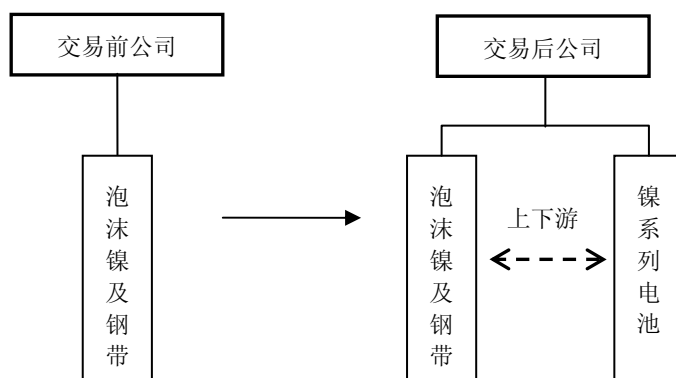 交易前公司
交易后公司
泡沫镍及钢带
泡沫镍及钢带
上下游
镍系列电池